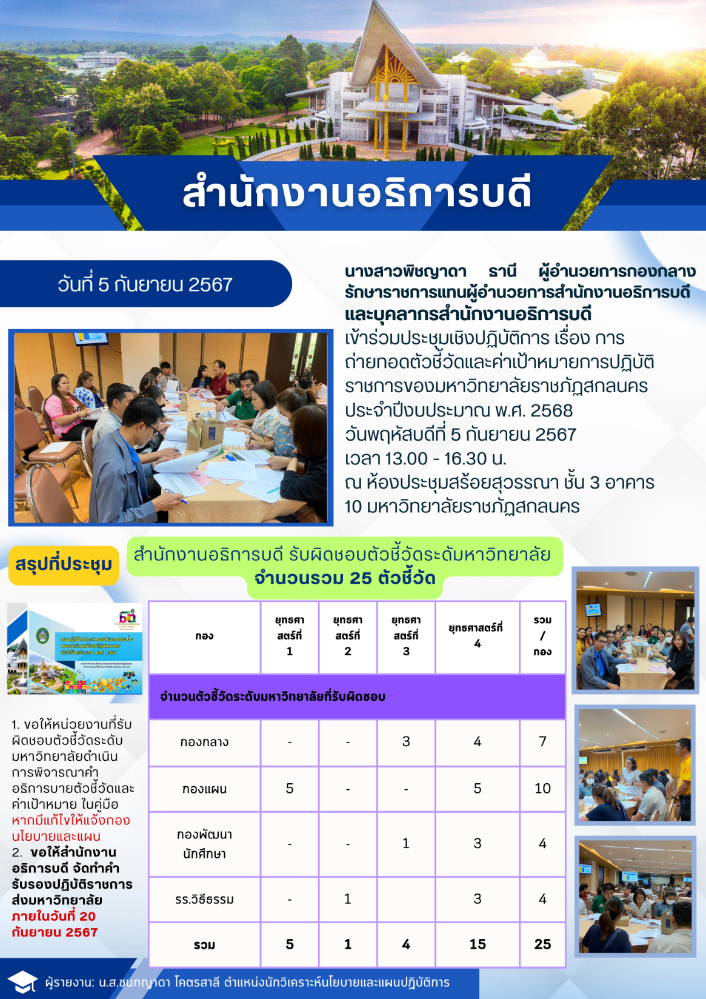 สำนักงานอธิการบดี
วันที่ 5 กันยายน 2567
นางสาวพิชญาดา ธานี ผู้อำนวยการกองกลาง
รักษาราชการแทนผู้อำนวยการสำนักงานอธิการบดี
และบุคลากรสำนักงานอธิการบดี
เข้าร่วมประชุมเชิงปฏิบัติการ เรื่อง การ
ถ่ายทอดตัวชี้วัดและค่าเป้าหมายการปฏิบัติ
ราชการของมหาวิทยาลัยราชภัฏสกลนคร
ประจำปีงบประมาณ พ.ศ. 2568
วันพฤหัสบดีที่ 5 กันยายน 2567
เวลา 13.00 - 16.30 น.
ณ ห้องประชุมสร้อยสุวรรณา ชั้น 3 อาคาร
10 มหาวิทยาลัยราชภัฏสกลนคร
สรุปที่ประชุม
สำนักงานอธิการบดี รับผิดชอบตัวชี้วัดระดัมหาวิทยาลัย
จำนวนรวม 25 ตัวชี้วัด
1. ขอให้หน่วยงานที่รับ
ผิดชอบตัวชี้วัดระดับ
มหาวิทยาลัยดำเนิน
การพิจารณาคำ
อธิการบายตัวชี้วัดและ
ค่าเป้าหมาย ในคู่มือ
หากมีแก้ไขให้แจ้งกอง
นโยบายและแผน
2. ขอให้สำนักงาน
อธิการบดี จัดทำคำ
รับรองปฏิบัติราชการ
ส่งมหาวิทยาลัย
ภายในวันที่ 20
กันยายน 2567
กอง ยุทธศาสตร์ที่ 1 ยุทธศาสตร์ที่ 2 ยุทธศาสตร์ที่ 3 ยุทธศาสตร์ที่ 4 รวม / กอง
จำนวนตัวชี้วัดระดับมหาวิทยาลัยที่รับผิดชอบ
กองกลาง - - 3 4 7
กองแผน 5 - - 5 10
กองพัฒนานักศึกษา - - 1 3 4
รร.วิธีธรรม - 1 3 4
รวม 5 1 4 15 25
ผู้รายงาน: น.ส.ชนกญาดา โคตรสาลี ตำแหน่งนักวิเคราะห์นโยบายและแผนปฏิบัติการ